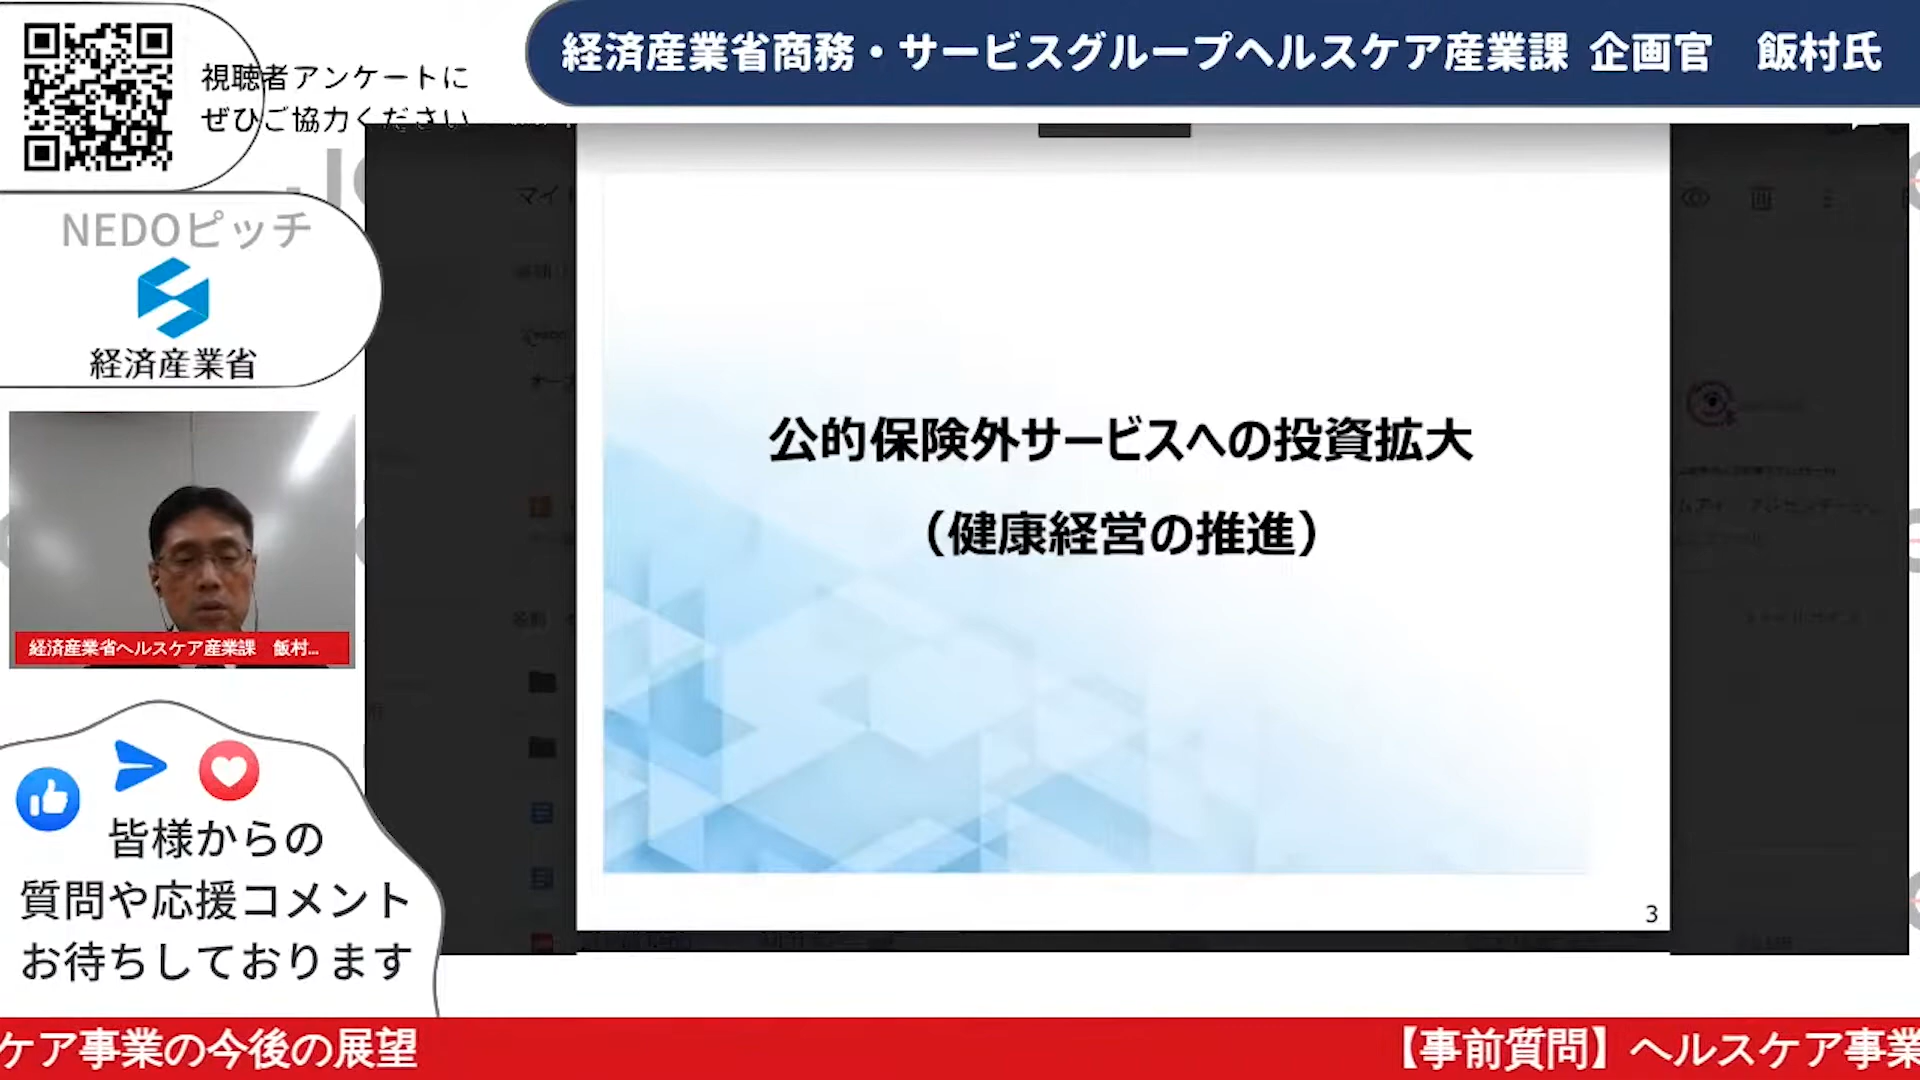 経済産業省商務・サービスグループヘルスケア産業課 企画官 飯村氏
視聴者アンケートに
ぜひご協力ください
NEDOピッチ
経済産業省
公的保険外サービスへの投資拡大
（健康経営の推進）
3
経済産業省ヘルスケア産業課 飯村...
皆様からの
質問や応援コメント
お待ちしております
ケア事業の今後の展望
【事前質問】ヘルスケア事業